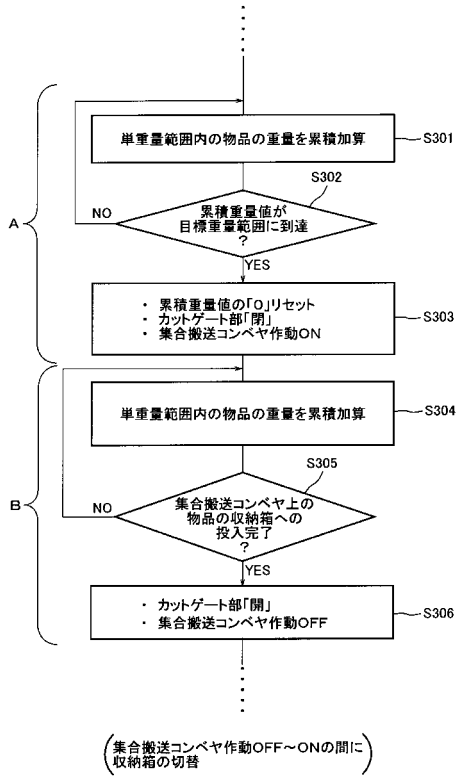 A
単重量範囲内の物品の重量を累積加算
S301
S302
累積重量値が
目標重量範囲に到達
?
NO
YES
・ 累積重量値の「0」リセット
・ カットゲート部「閉」
・ 集合搬送コンベヤ作動ON
S303
B
単重量範囲内の物品の重量を累積加算
S304
S305
集合搬送コンベヤ上の
物品の収納箱への
投入完了
?
NO
YES
・ カットゲート部「開」
・ 集合搬送コンベヤ作動OFF
S306
(集合搬送コンベヤ作動OFF～ONの間に
収納箱の切替)